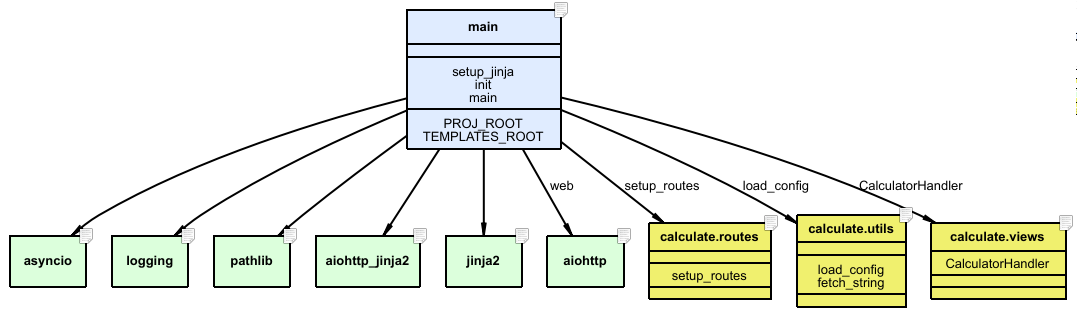 main
setup_jinja
init
main
PROJ_ROOT
TEMPLATES_ROOT
web
setup_routes
load_config
CalculatorHandler
asyncio
logging
pathlib
aiohttp_jinja2
jinja2
aiohttp
calculate.routes
setup_routes
calculate.utils
load_config
fetch_string
calculate.views
CalculatorHandler